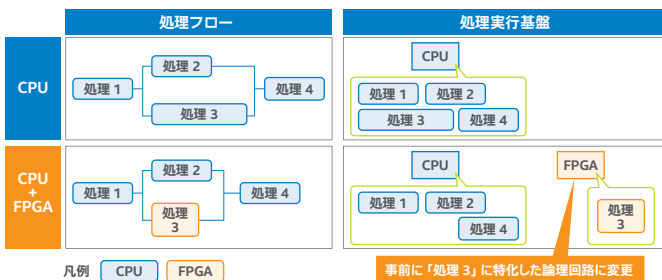 処理フロー
処理実行基盤
CPU
処理 1
処理 2
処理 3
処理 4
CPU
処理 1
処理 2
処理 3
処理 4
CPU
+
FPGA
処理 1
処理 2
処理
3
処理 4
CPU
処理 1
処理 2
処理 4
FPGA
処理
3
凡例
CPU
FPGA
事前に「処理 3」に特化した論理回路に変更